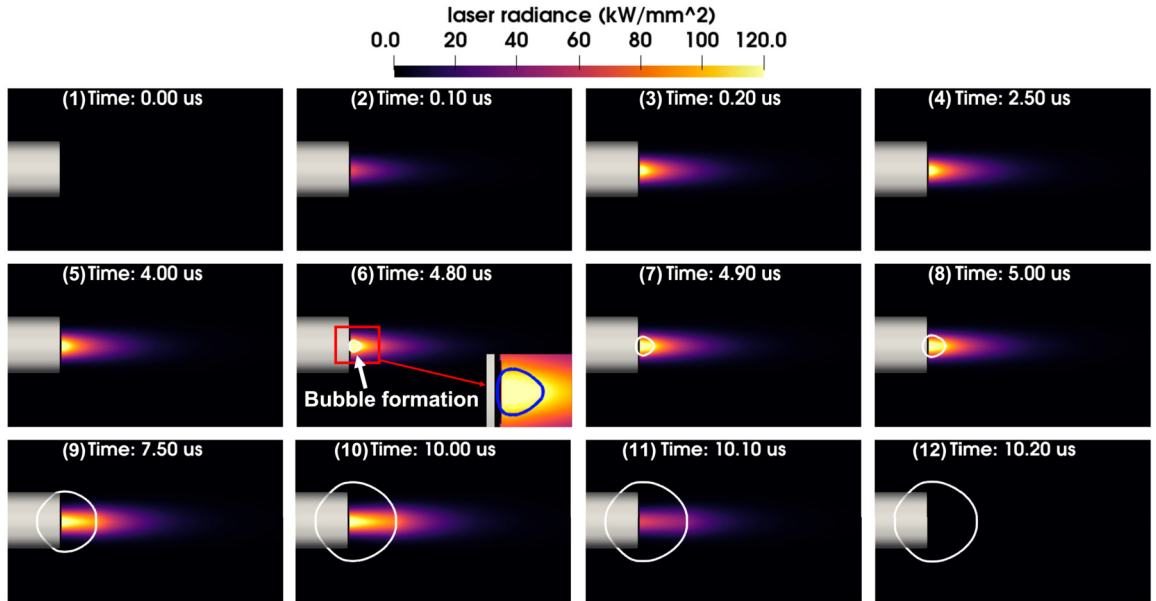 laser radiance (kW/mm^2)
0.0 20 40 60 80 100 120.0
(1) Time: 0.00 us
(2) Time: 0.10 us
(3) Time: 0.20 us
(4) Time: 2.50 us
(5) Time: 4.00 us
(6) Time: 4.80 us
Bubble formation
(7) Time: 4.90 us
(8) Time: 5.00 us
(9) Time: 7.50 us
(10) Time: 10.00 us
(11) Time: 10.10 us
(12) Time: 10.20 us